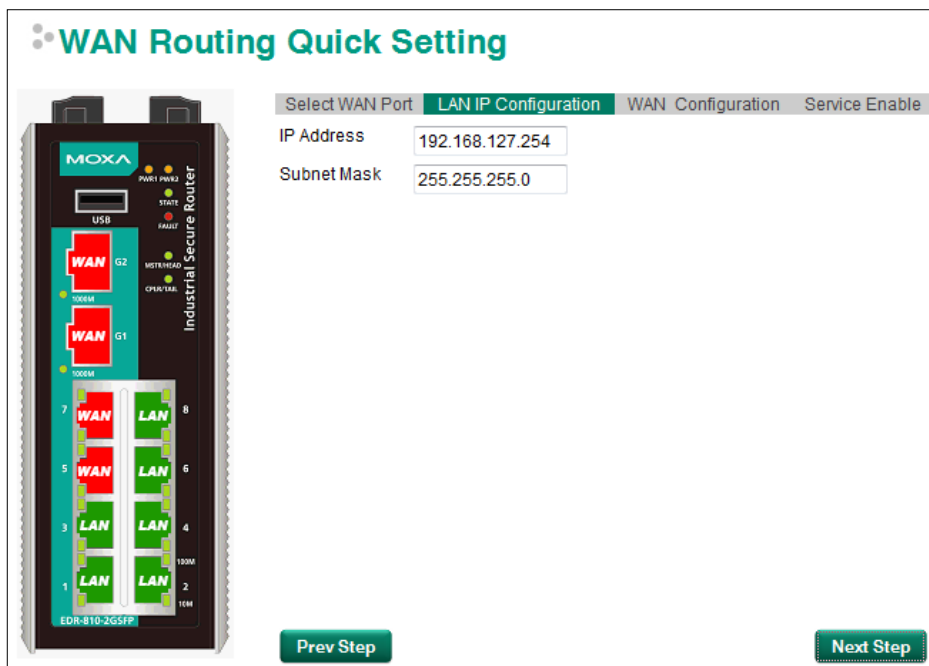 WAN Routing Quick Setting
Select WAN Port LAN IP Configuration WAN Configuration Service Enable
IP Address 192.168.127.254
Subnet Mask 255.255.255.0
MOXA
PWR1 PWR2
STATE
FAULT
USB
Industrial Secure Router
WAN G2
MSTR/HEAD
CPLR/TAIL
1000M
WAN G1
1000M
7 WAN LAN 8
5 WAN LAN 6
3 LAN LAN 4
100M
1 LAN LAN 2
10M
EDR-810-2GSFP
Prev Step Next Step